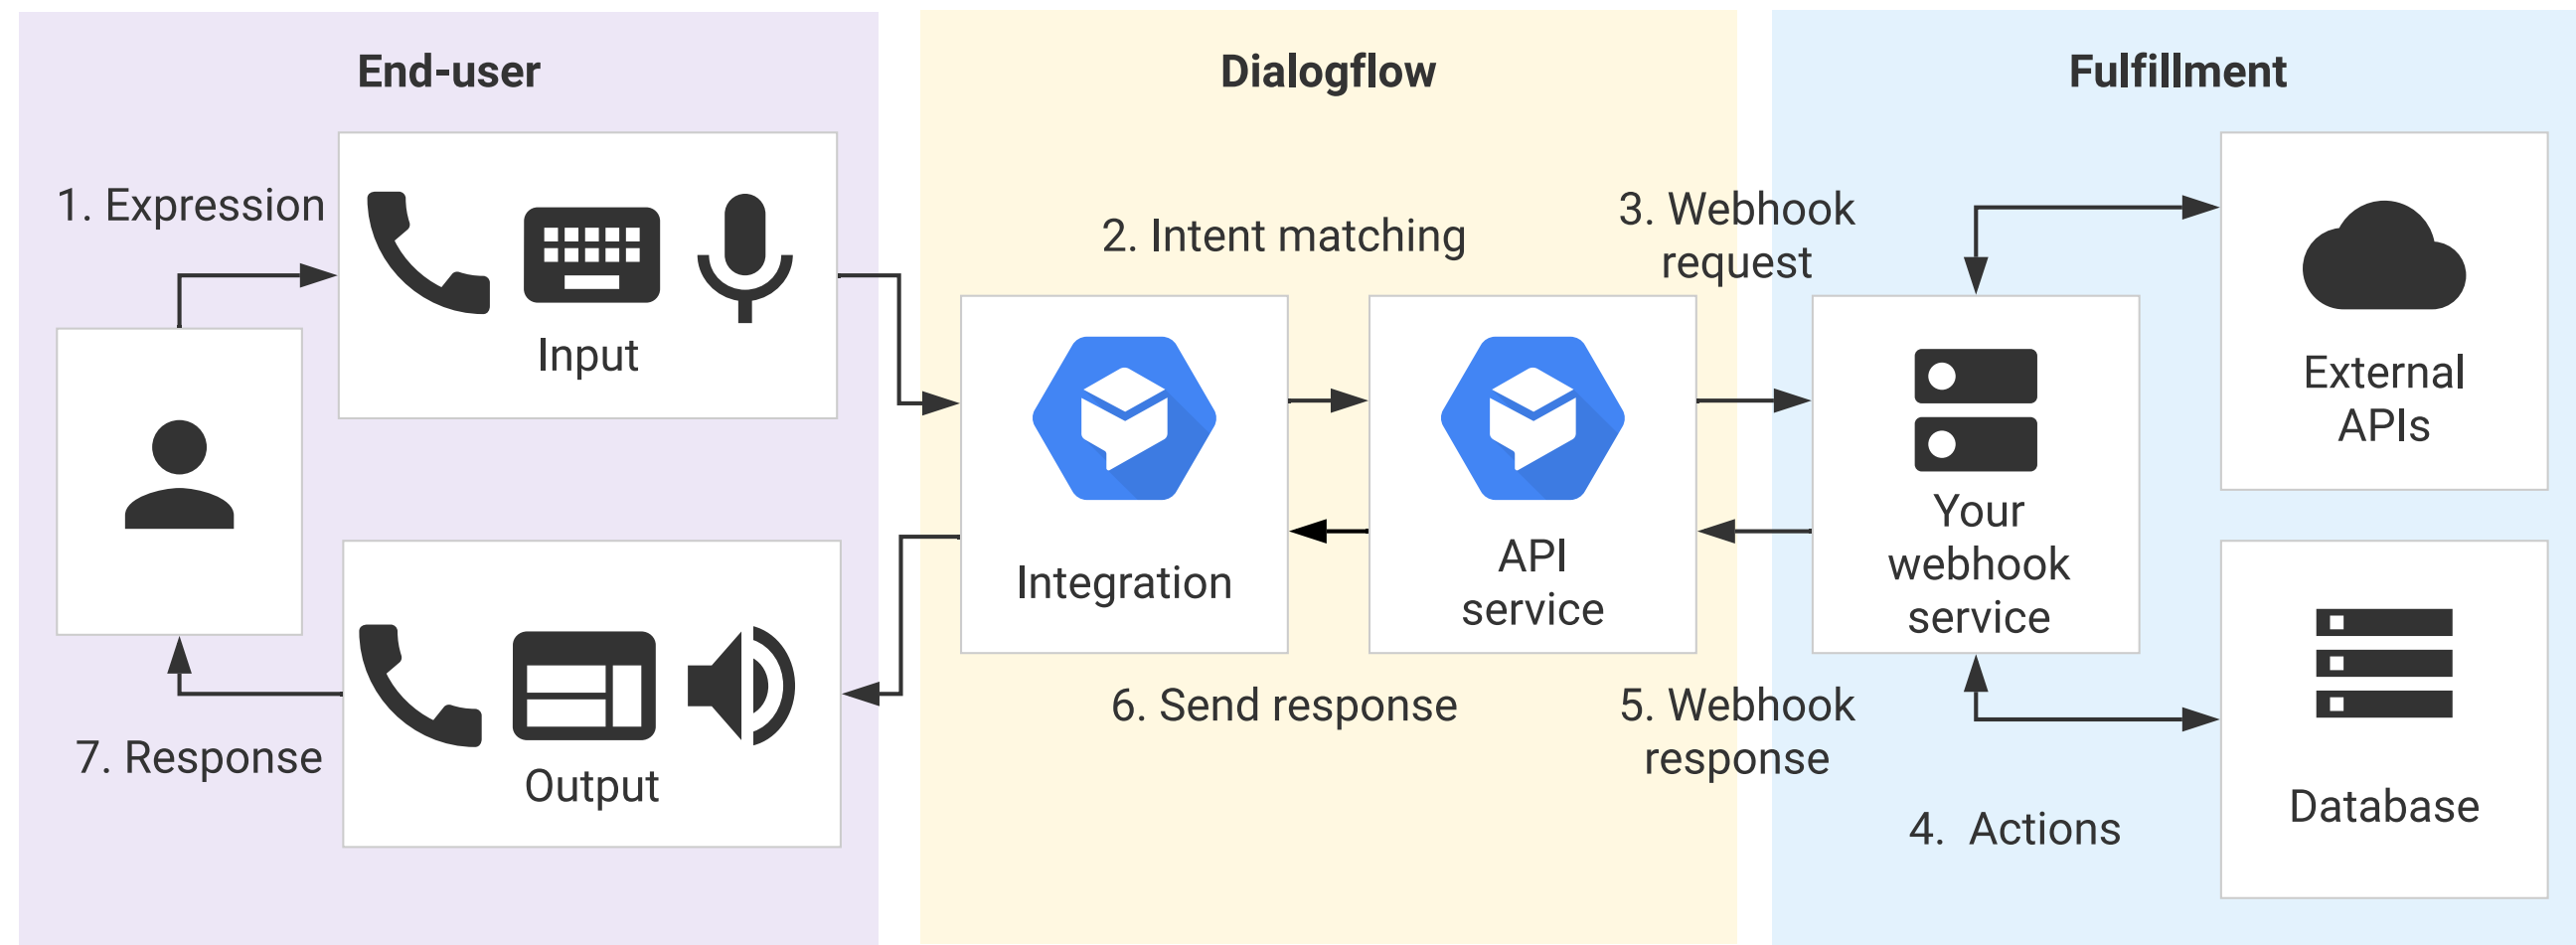 End-user
Dialogflow
Fulfillment
1. Expression
Input
2. Intent matching
3. Webhook
request
External
APIs
Integration
API
service
Your
webhook
service
7. Response
Output
6. Send response
5. Webhook
response
4. Actions
Database